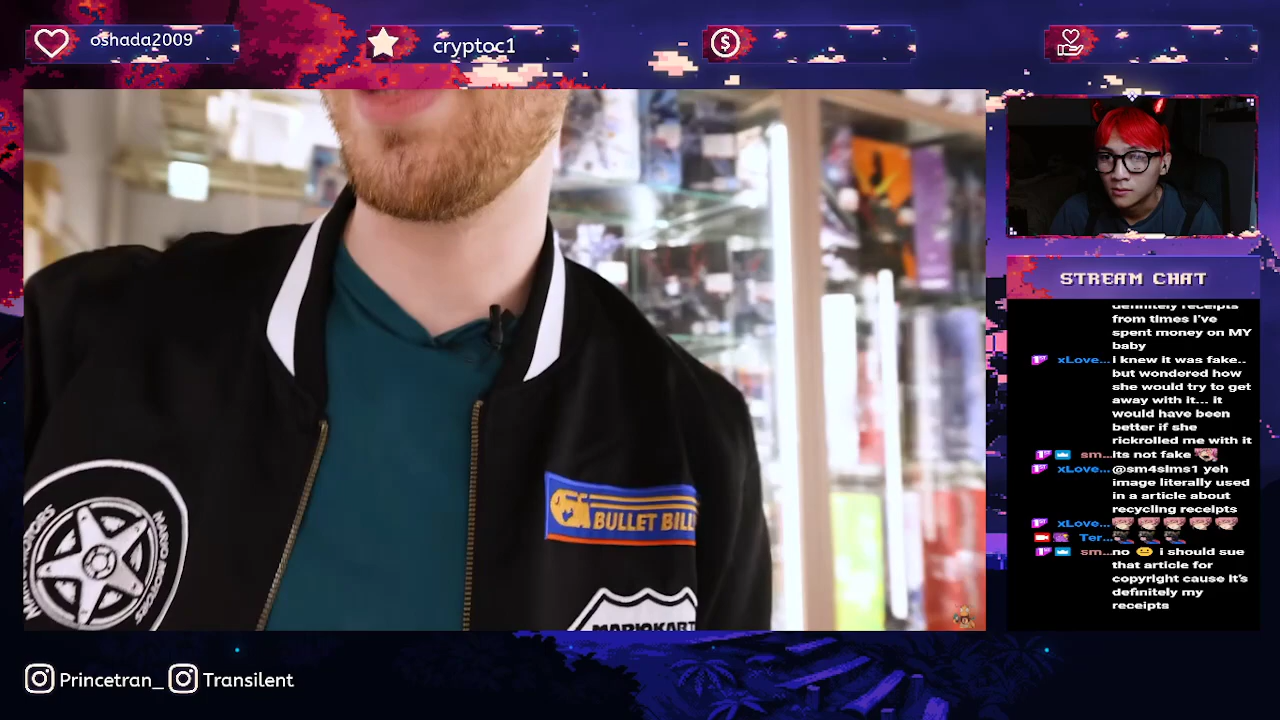 oshada2009
cryptoc1
STREAM CHAT
definitely receipts
from times I've
spent money on MY
baby
xLove... i knew it was fake..
but wondered how
she would try to get
away with it... it
would have been
better if she
rickrolled me with it
sm... its not fake
xLove... @sm4slms1 yeh
image literally used
in a article about
recycling receipts
xLove...
Ter...
sm... no i should sue
that article for
copyright cause it's
definitely my
receipts
BULLET BILL
MARIOKART
Princetran_ Transilent